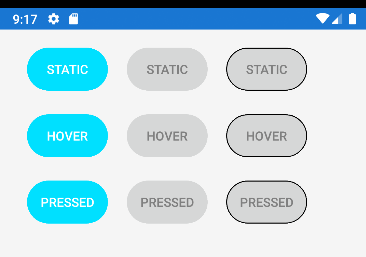 9:17
STATIC STATIC STATIC
HOVER HOVER HOVER
PRESSED PRESSED PRESSED